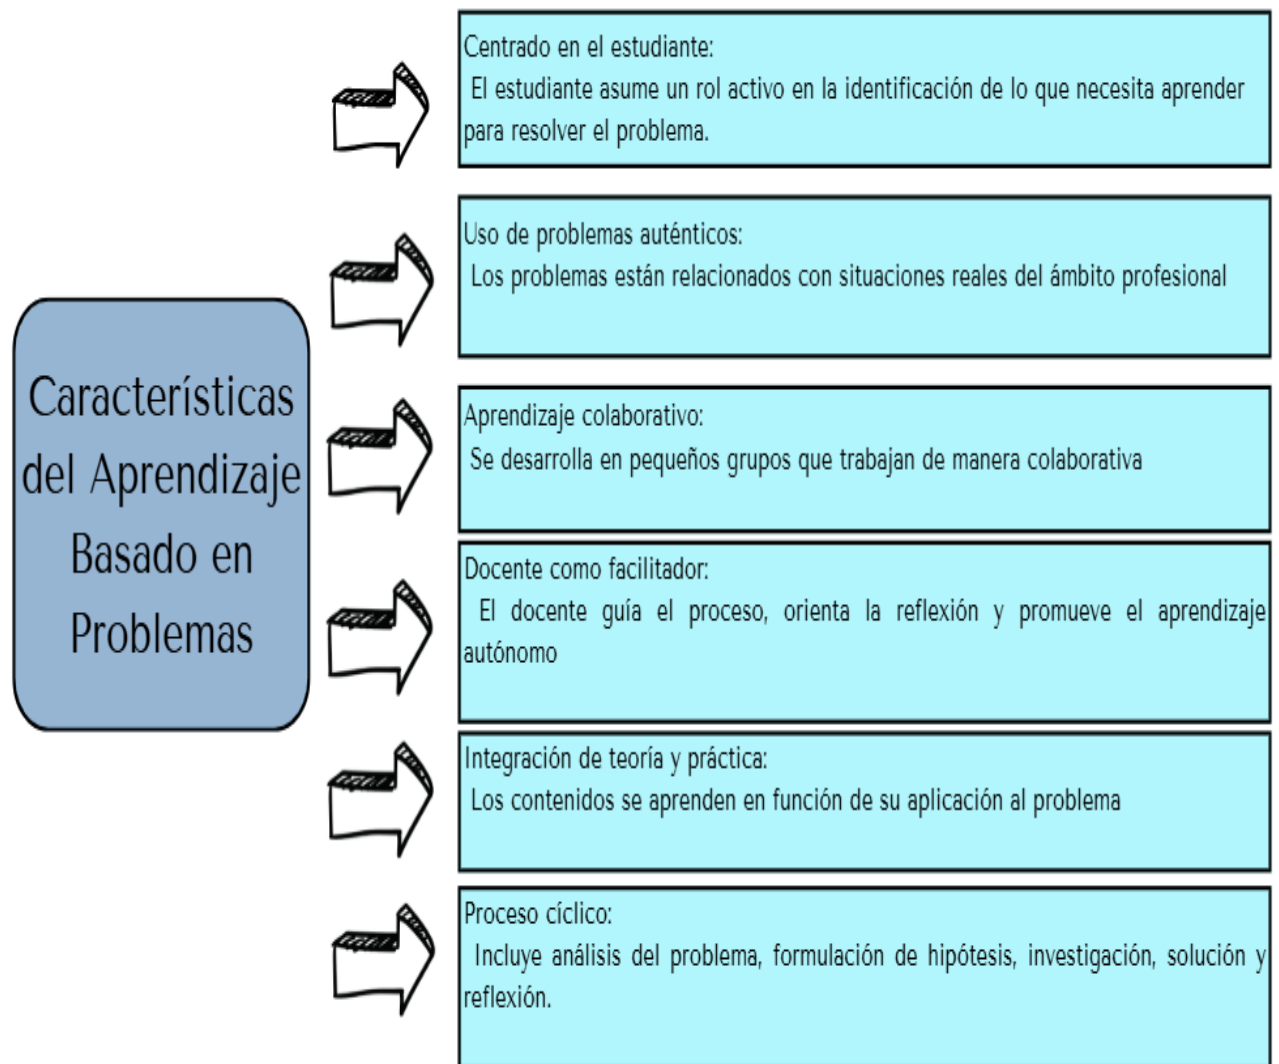 Características
del Aprendizaje
Basado en
Problemas
Centrado en el estudiante:
El estudiante asume un rol activo en la identificación de lo que necesita aprender
para resolver el problema.
Uso de problemas auténticos:
Los problemas están relacionados con situaciones reales del ámbito profesional
Aprendizaje colaborativo:
Se desarrolla en pequeños grupos que trabajan de manera colaborativa
Docente como facilitador:
El docente guía el proceso, orienta la reflexión y promueve el aprendizaje
autónomo
Integración de teoría y práctica:
Los contenidos se aprenden en función de su aplicación al problema
Proceso cíclico:
Incluye análisis del problema, formulación de hipótesis, investigación, solución y
reflexión.